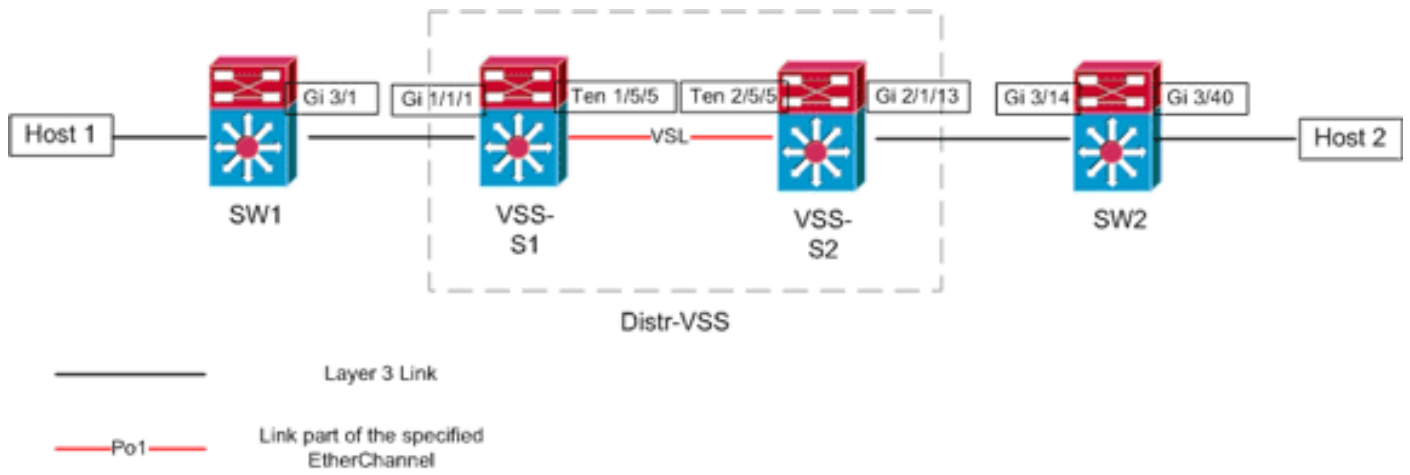 Gi 3/1
Gi 1/1/1
Ten 1/5/5
Ten 2/5/5
Gi 2/1/13
Gi 3/14
Gi 3/40
Host 1
VSL
Host 2
SW1
VSS-
S1
VSS-
S2
SW2
Distr-VSS
Layer 3 Link
Po1
Link part of the specified
EtherChannel